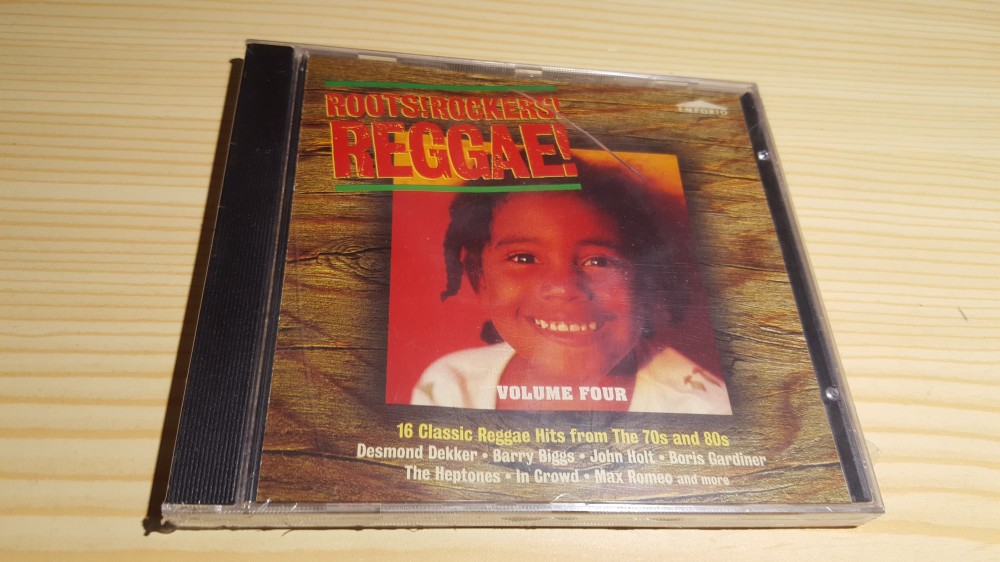 ROOTS!ROCKERS!
REGGAE!
VOLUME FOUR
16 Classic Reggae Hits from The 70s and 80s
Desmond Dekker • Barry Biggs • John Holt • Boris Gardiner
The Heptones • In Crowd • Max Romeo and more